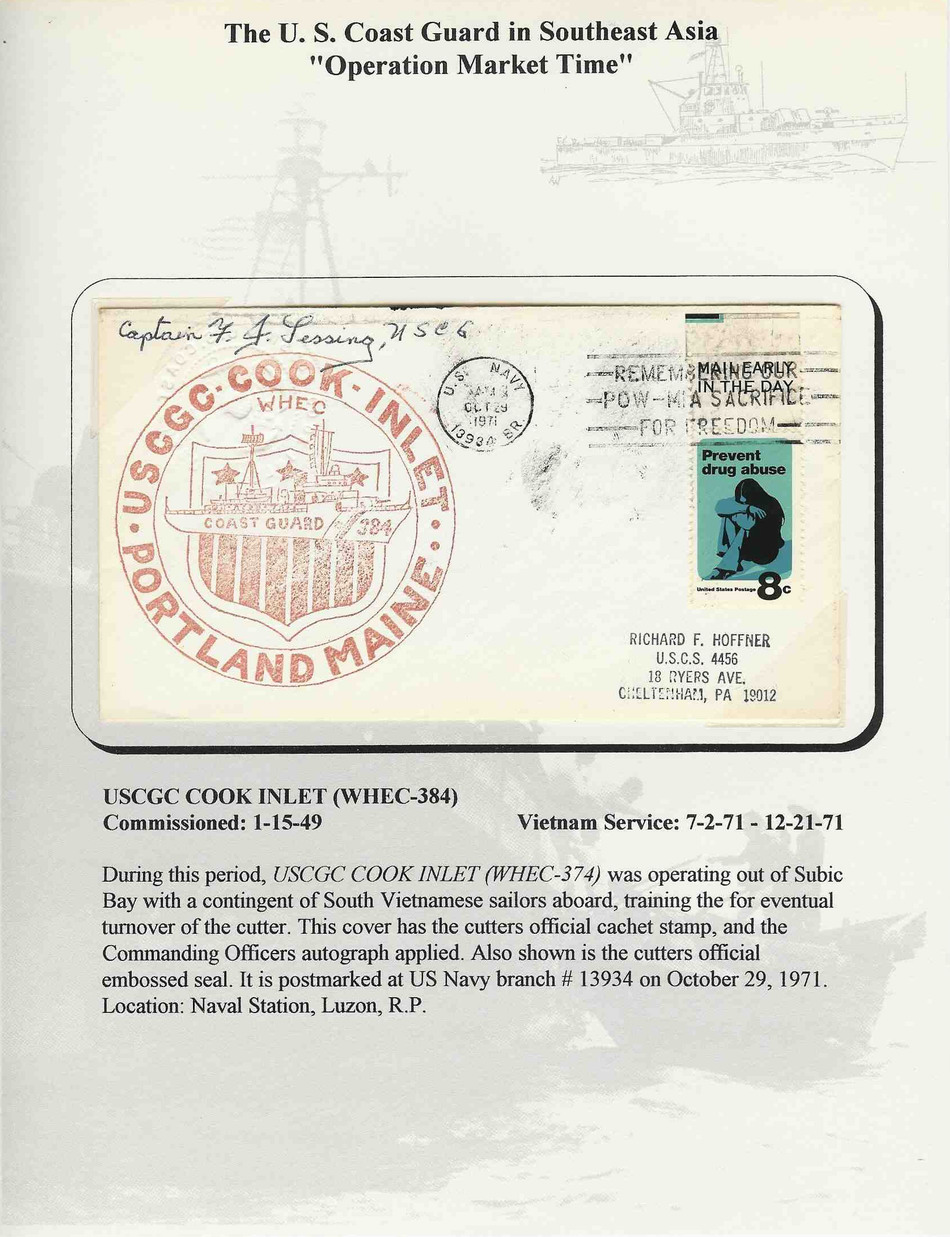 The U. S. Coast Guard in Southeast Asia
"Operation Market Time"
Captain F. J. Lessing, USCG
USCGC · COOK · INLET · PORTLAND MAINE ·
WHEC
COAST GUARD 384
U.S. NAVY
OCT 29
1971
13934 BR.
REMEMBERING OUR
POW-MIA SACRIFICE
FOR FREEDOM
MAIL EARLY
IN THE DAY
Prevent
drug abuse
United States Postage 8c
RICHARD F. HOFFNER
U.S.C.S. 4456
18 RYERS AVE.
CHELTENHAM, PA 19012
USCGC COOK INLET (WHEC-384)
Commissioned: 1-15-49 Vietnam Service: 7-2-71 - 12-21-71
During this period, USCGC COOK INLET (WHEC-374) was operating out of Subic
Bay with a contingent of South Vietnamese sailors aboard, training the for eventual
turnover of the cutter. This cover has the cutters official cachet stamp, and the
Commanding Officers autograph applied. Also shown is the cutters official
embossed seal. It is postmarked at US Navy branch # 13934 on October 29, 1971.
Location: Naval Station, Luzon, R.P.